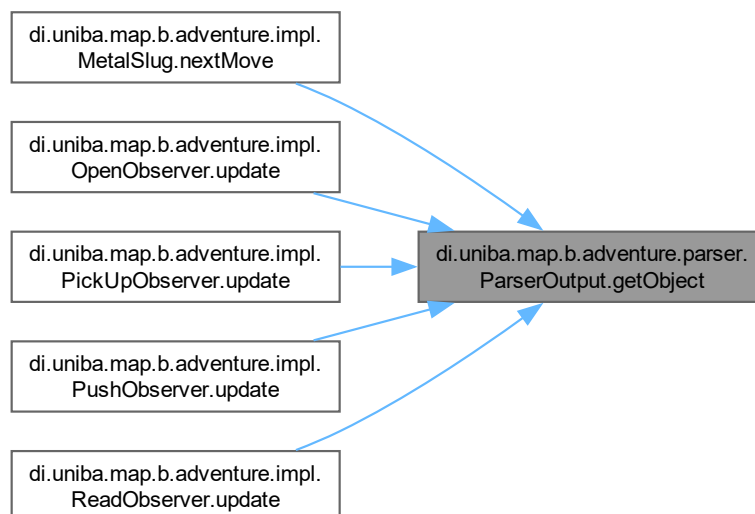 di.uniba.map.b.adventure.impl.
MetalSlug.nextMove
di.uniba.map.b.adventure.impl.
OpenObserver.update
di.uniba.map.b.adventure.impl.
PickUpObserver.update
di.uniba.map.b.adventure.parser.
ParserOutput.getObject
di.uniba.map.b.adventure.impl.
PushObserver.update
di.uniba.map.b.adventure.impl.
ReadObserver.update